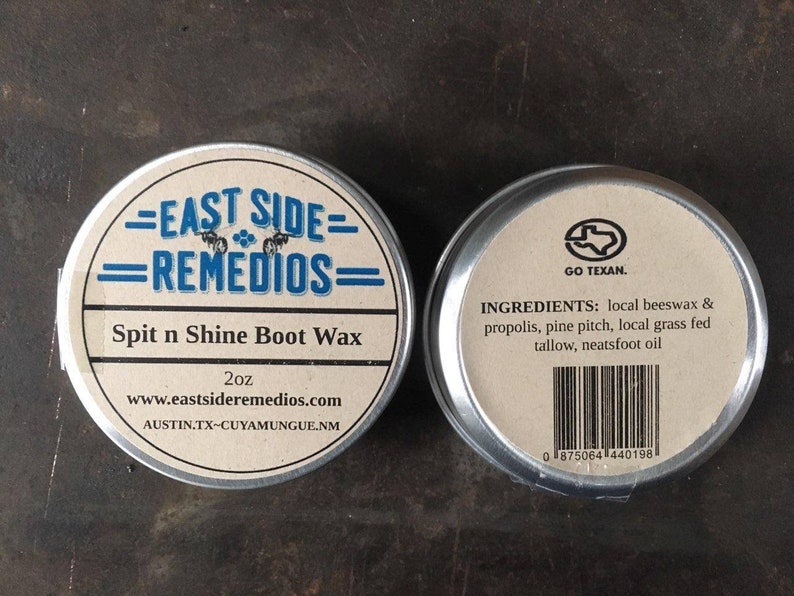 EAST SIDE
REMEDIOS
Spit n Shine Boot Wax
2oz
www.eastsideremedios.com
AUSTIN.TX~CUYAMUNGUE.NM
GO TEXAN.
INGREDIENTS: local beeswax &
propolis, pine pitch, local grass fed
tallow, neatsfoot oil
0 875064 440198